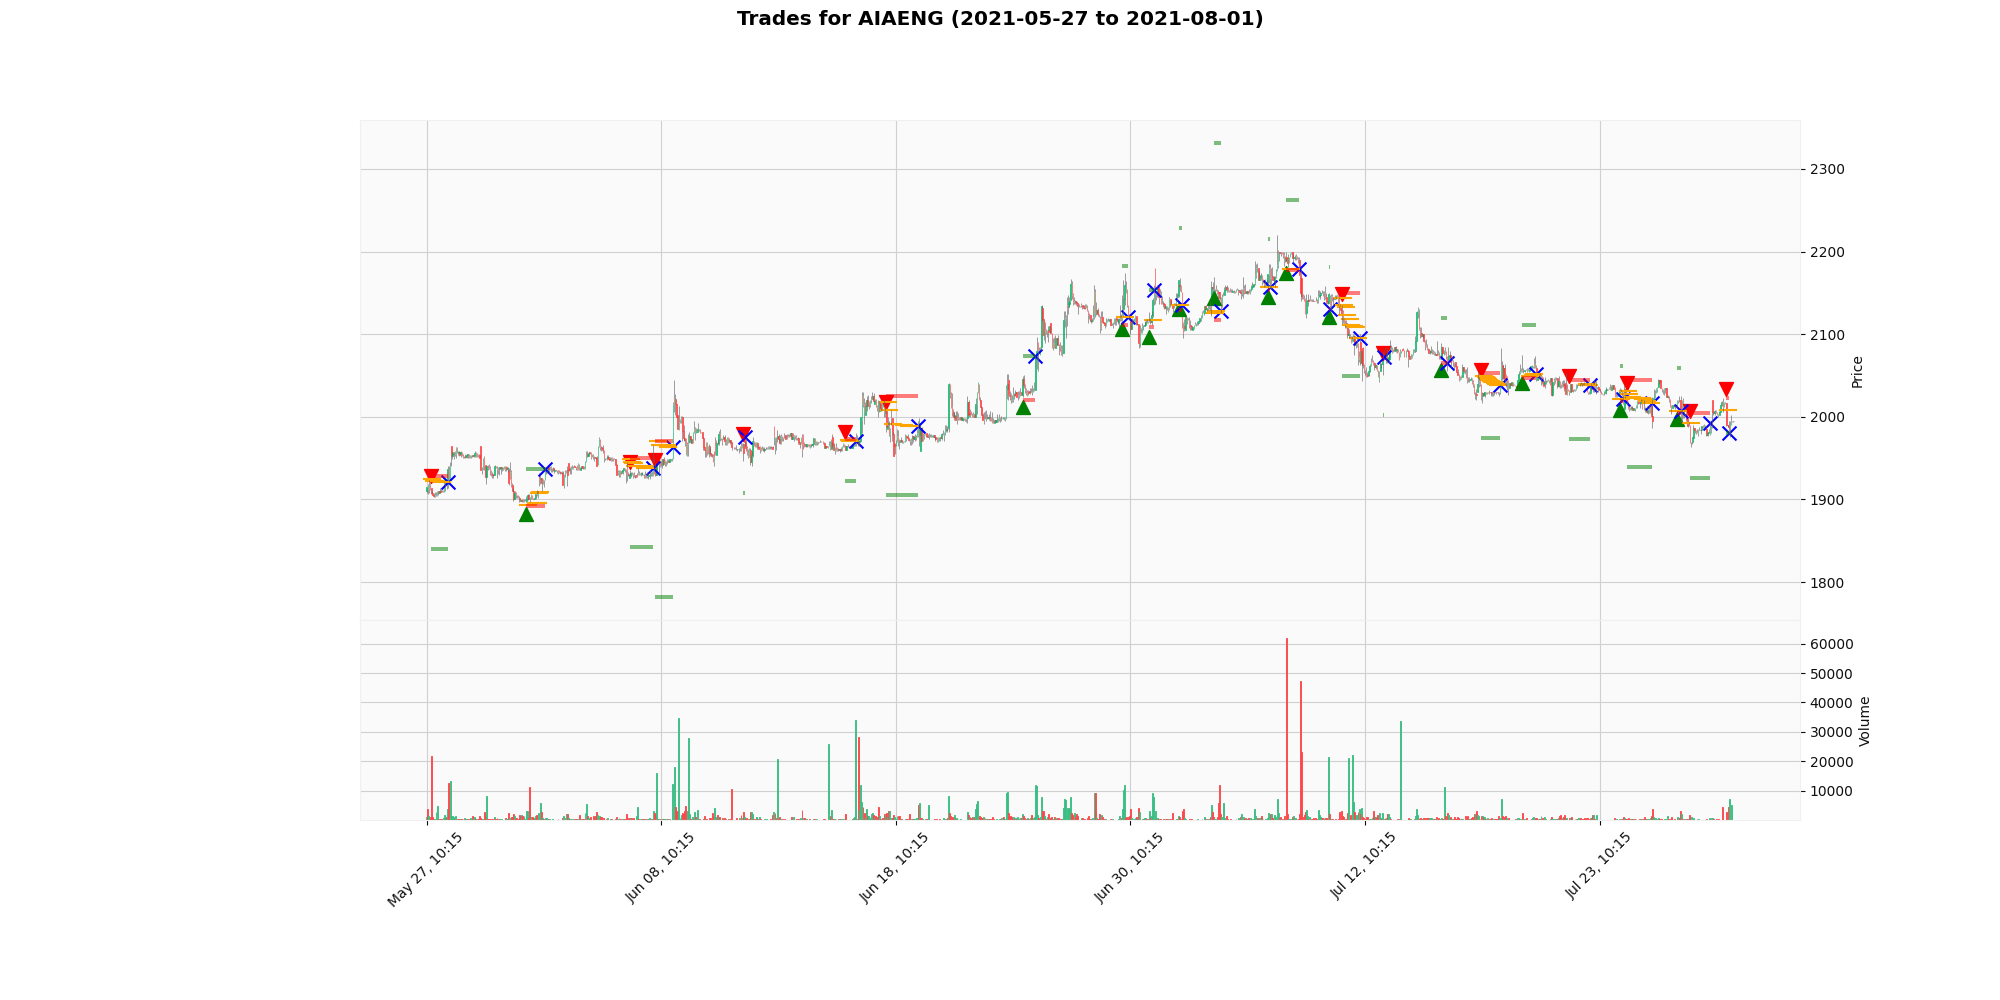 Trades for AIAENG (2021-05-27 to 2021-08-01)
2300
2200
2100
2000
1900
1800
Price
60000
50000
40000
30000
20000
10000
Volume
May 27, 10:15
Jun 08, 10:15
Jun 18, 10:15
Jun 30, 10:15
Jul 12, 10:15
Jul 23, 10:15